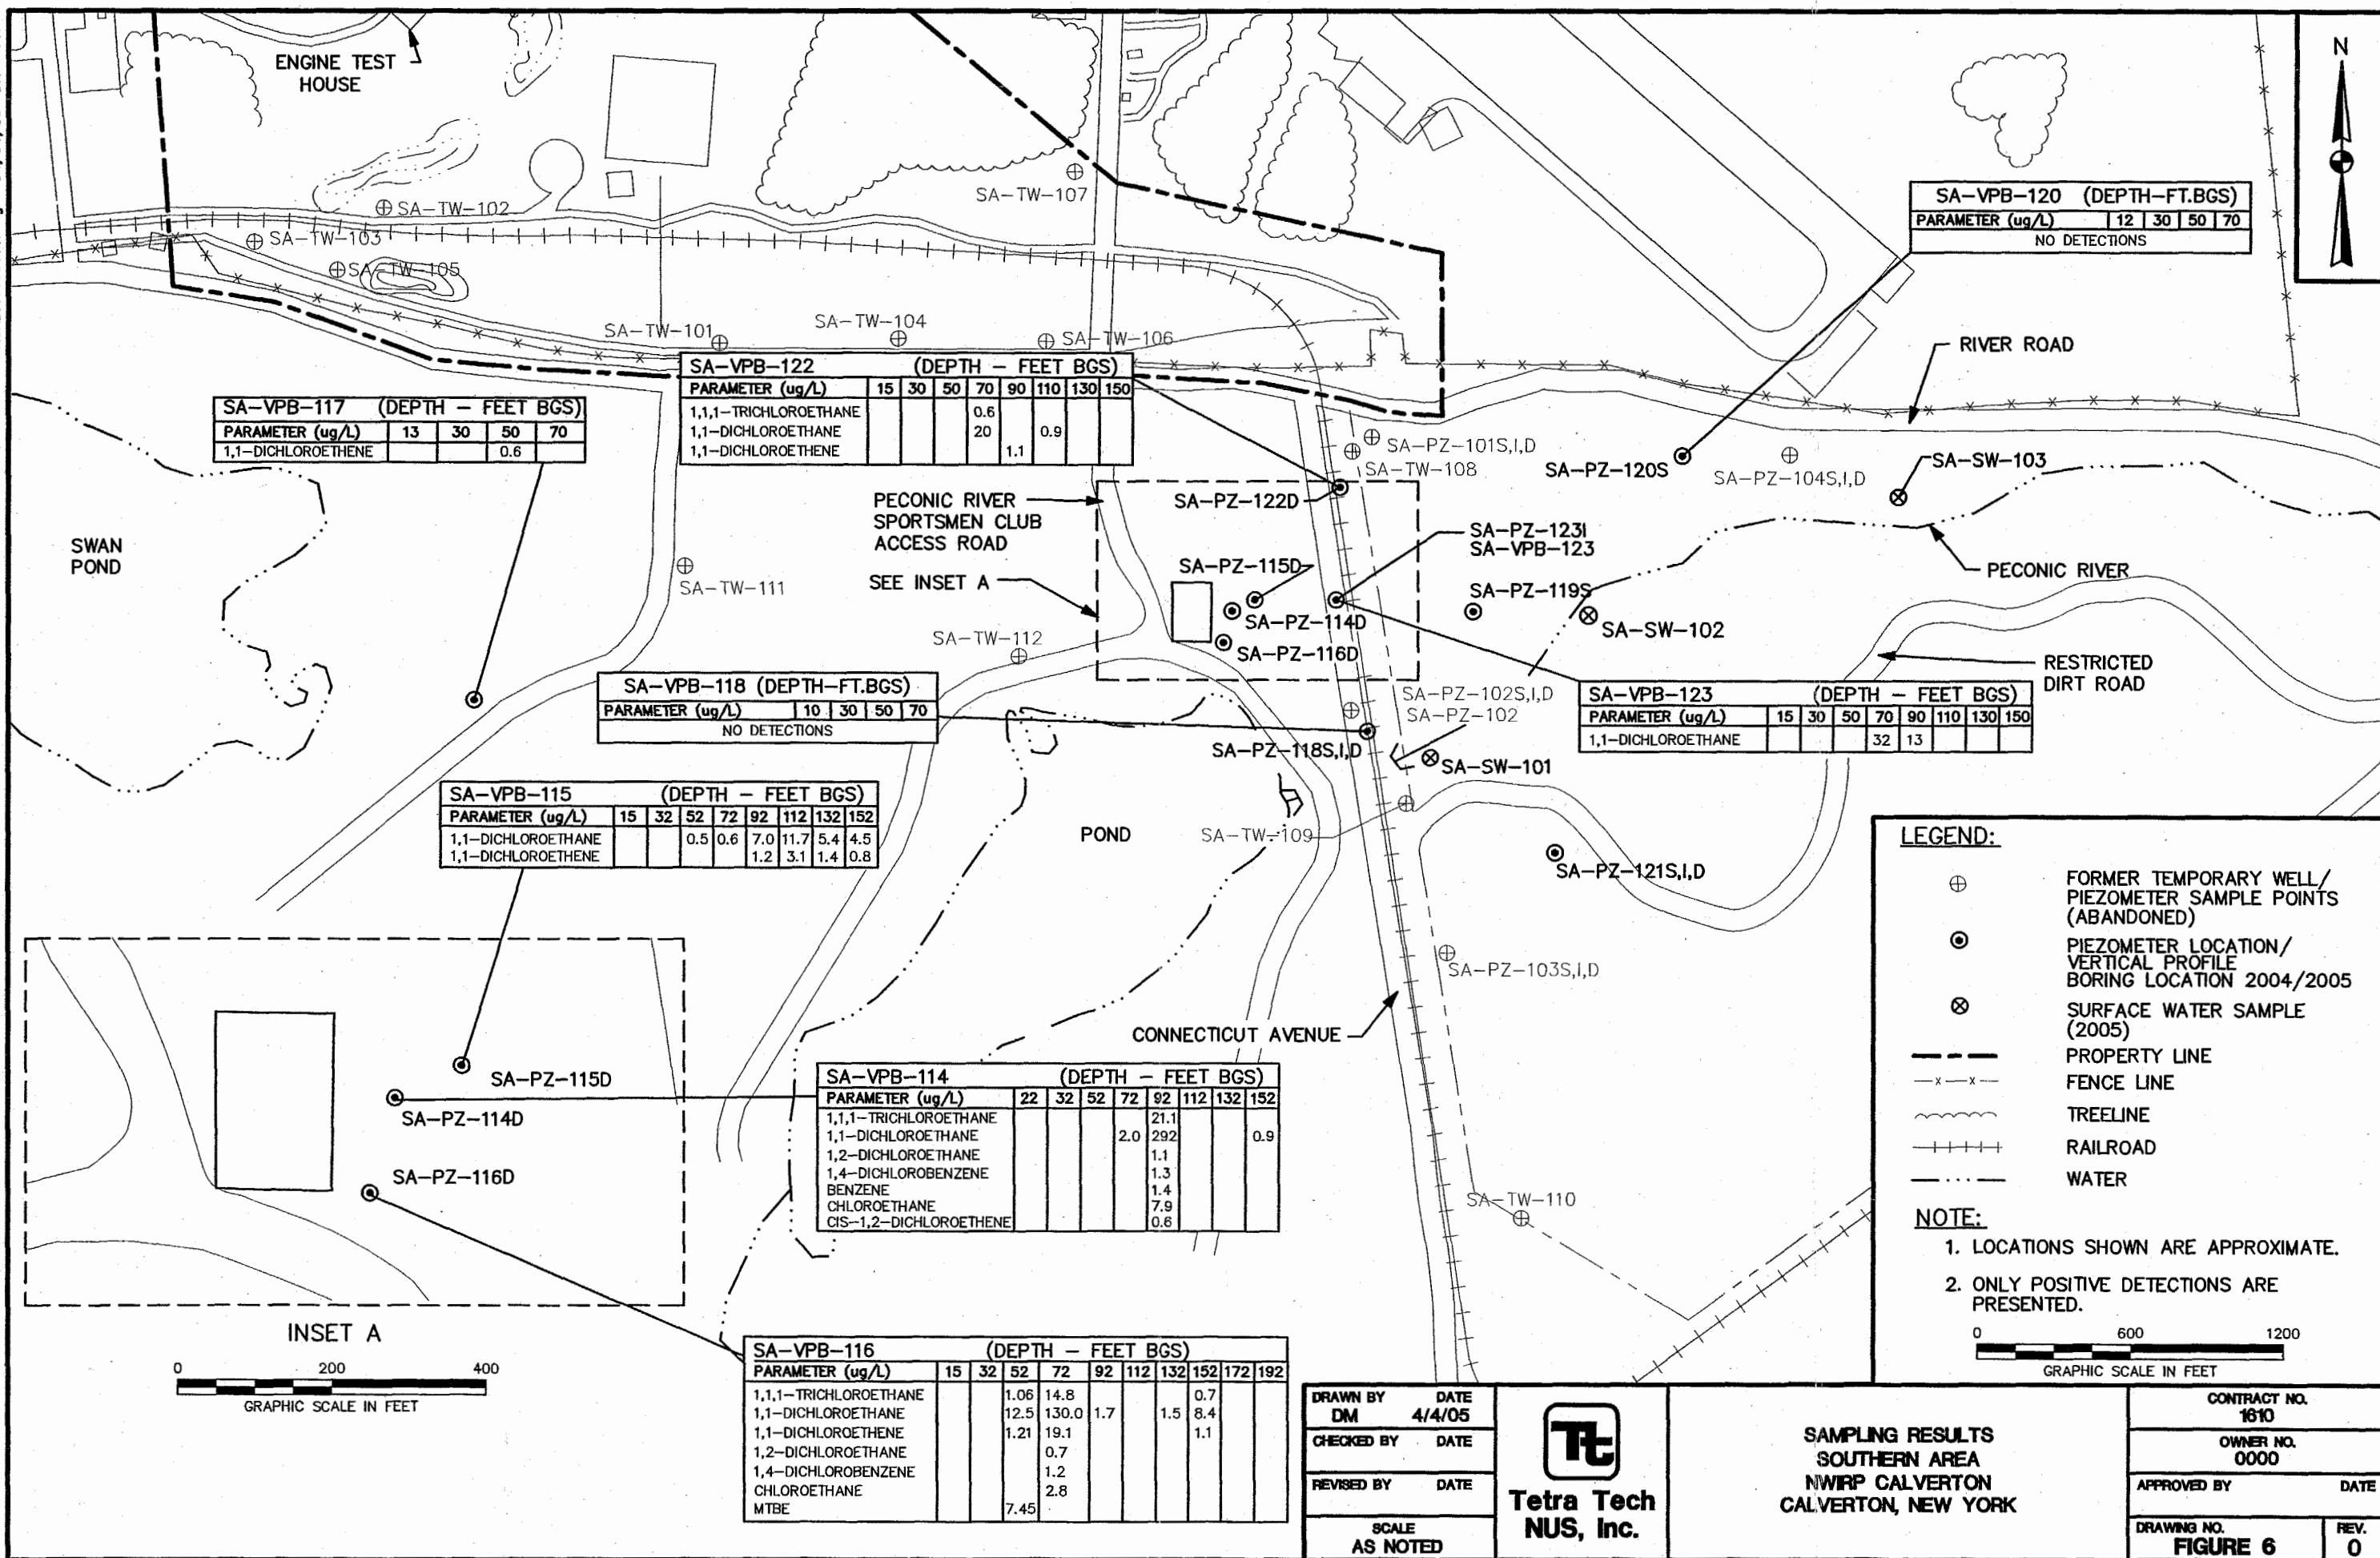 ENGINE TEST
HOUSE
N
SA-TW-107
SA-TW-102
SA-TW-103
SA-TW-105
SA-VPB-120 (DEPTH-FT.BGS)
PARAMETER (ug/L) 12 30 50 70
NO DETECTIONS
SA-TW-101
SA-TW-104
SA-TW-106
RIVER ROAD
SA-VPB-122 (DEPTH - FEET BGS)
PARAMETER (ug/L) 15 30 50 70 90 110 130 150
1,1,1-TRICHLOROETHANE 0.6
1,1-DICHLOROETHANE 20 0.9
1,1-DICHLOROETHENE 1.1
SA-VPB-117 (DEPTH - FEET BGS)
PARAMETER (ug/L) 13 30 50 70
1,1-DICHLOROETHENE 0.6
SA-PZ-101S,I,D
SA-TW-108
SA-PZ-120S
SA-PZ-104S,I,D
SA-SW-103
PECONIC RIVER
SPORTSMEN CLUB
ACCESS ROAD
SA-PZ-122D
SA-PZ-123I
SA-VPB-123
SWAN
POND
SEE INSET A
SA-PZ-115D
SA-PZ-114D
SA-PZ-116D
SA-PZ-119S
SA-SW-102
PECONIC RIVER
SA-TW-111
SA-TW-112
RESTRICTED
DIRT ROAD
SA-VPB-118 (DEPTH-FT.BGS)
PARAMETER (ug/L) 10 30 50 70
NO DETECTIONS
SA-PZ-102S,I,D
SA-PZ-102
SA-VPB-123 (DEPTH - FEET BGS)
PARAMETER (ug/L) 15 30 50 70 90 110 130 150
1,1-DICHLOROETHANE 32 13
SA-PZ-118S,I,D
SA-SW-101
SA-VPB-115 (DEPTH - FEET BGS)
PARAMETER (ug/L) 15 32 52 72 92 112 132 152
1,1-DICHLOROETHANE 0.5 0.6 7.0 11.7 5.4 4.5
1,1-DICHLOROETHENE 1.2 3.1 1.4 0.8
POND
SA-TW-109
SA-PZ-121S,I,D
SA-PZ-103S,I,D
CONNECTICUT AVENUE
LEGEND:
FORMER TEMPORARY WELL/
PIEZOMETER SAMPLE POINTS
(ABANDONED)
PIEZOMETER LOCATION/
VERTICAL PROFILE
BORING LOCATION 2004/2005
SURFACE WATER SAMPLE
(2005)
PROPERTY LINE
FENCE LINE
TREELINE
RAILROAD
WATER
SA-PZ-115D
SA-PZ-114D
SA-PZ-116D
SA-VPB-114 (DEPTH - FEET BGS)
PARAMETER (ug/L) 22 32 52 72 92 112 132 152
1,1,1-TRICHLOROETHANE 21.1
1,1-DICHLOROETHANE 2.0 292 0.9
1,2-DICHLOROETHANE 1.1
1,4-DICHLOROBENZENE 1.3
BENZENE 1.4
CHLOROETHANE 7.9
CIS-1,2-DICHLOROETHENE 0.6
SA-TW-110
NOTE:
1. LOCATIONS SHOWN ARE APPROXIMATE.
2. ONLY POSITIVE DETECTIONS ARE
PRESENTED.
0 600 1200
GRAPHIC SCALE IN FEET
INSET A
0 200 400
GRAPHIC SCALE IN FEET
SA-VPB-116 (DEPTH - FEET BGS)
PARAMETER (ug/L) 15 32 52 72 92 112 132 152 172 192
1,1,1-TRICHLOROETHANE 1.06 14.8 0.7
1,1-DICHLOROETHANE 12.5 130.0 1.7 1.5 8.4
1,1-DICHLOROETHENE 1.21 19.1 1.1
1,2-DICHLOROETHANE 0.7
1,4-DICHLOROBENZENE 1.2
CHLOROETHANE 2.8
MTBE 7.45
DRAWN BY DATE
DM 4/4/05
CHECKED BY DATE
REVISED BY DATE
SCALE
AS NOTED
Tt
Tetra Tech
NUS, Inc.
SAMPLING RESULTS
SOUTHERN AREA
NWIRP CALVERTON
CALVERTON, NEW YORK
CONTRACT NO.
1610
OWNER NO.
0000
APPROVED BY DATE
DRAWING NO.
FIGURE 6
REV.
0